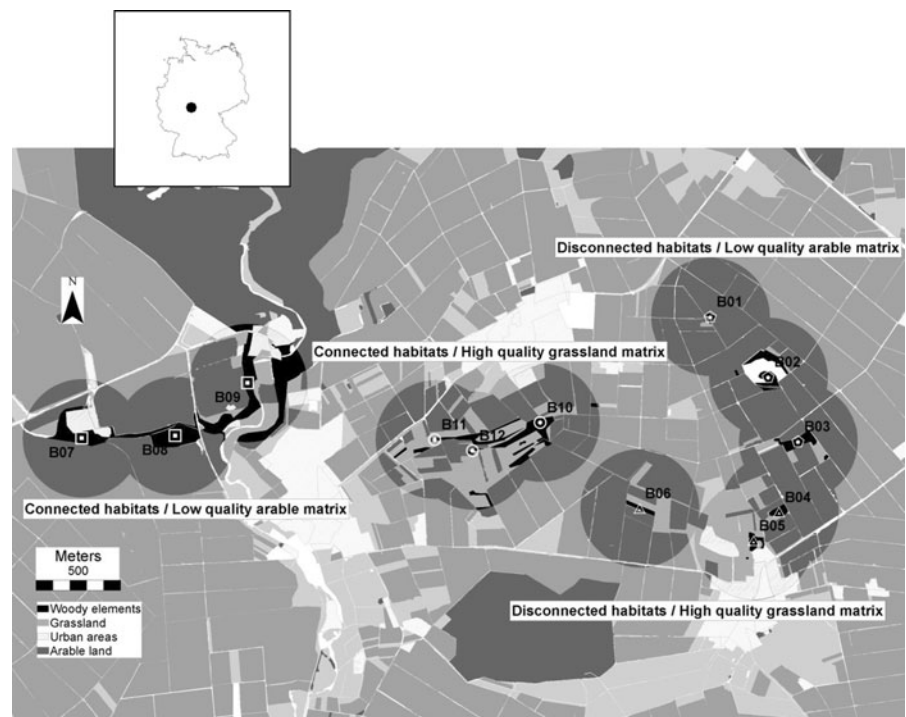 Disconnected habitats / Low quality arable matrix
B01
N
Connected habitats / High quality grassland matrix
B02
B09
B10
B11
B12
B03
B07
B08
B06
B04
Connected habitats / Low quality arable matrix
B05
Meters
500
Disconnected habitats / High quality grassland matrix
Woody elements
Grassland
Urban areas
Arable land